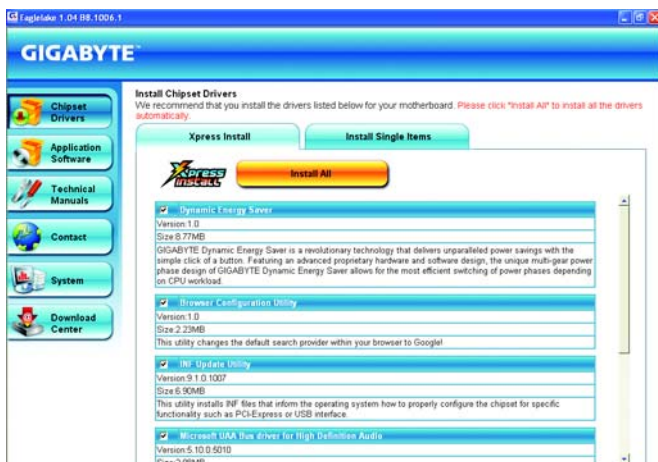 Eaglelake 1.04 B8.1006.1
GIGABYTE™
Chipset
Drivers
Application
Software
Technical
Manuals
Contact
System
Download
Center
Install Chipset Drivers
We recommend that you install the drivers listed below for your motherboard. Please click "Install All" to install all the drivers
automatically.
Xpress Install
Install Single Items
Xpress
Install
Install All
Dynamic Energy Saver
Version:1.0
Size:8.77MB
GIGABYTE Dynamic Energy Saver is a revolutionary technology that delivers unparalleled power savings with the
simple click of a button. Featuring an advanced proprietary hardware and software design, the unique multi-gear power
phase design of GIGABYTE Dynamic Energy Saver allows for the most efficient switching of power phases depending
on CPU workload.
Browser Configuration Utility
Version:1.0
Size:2.23MB
This utility changes the default search provider within your browser to Google!
INF Update Utility
Version:9.1.0.1007
Size:6.90MB
This utility installs INF files that inform the operating system how to properly configure the chipset for specific
functionality such as PCI-Express or USB interface.
Microsoft UAA Bus driver for High Definition Audio
Version:5.10.0.5010